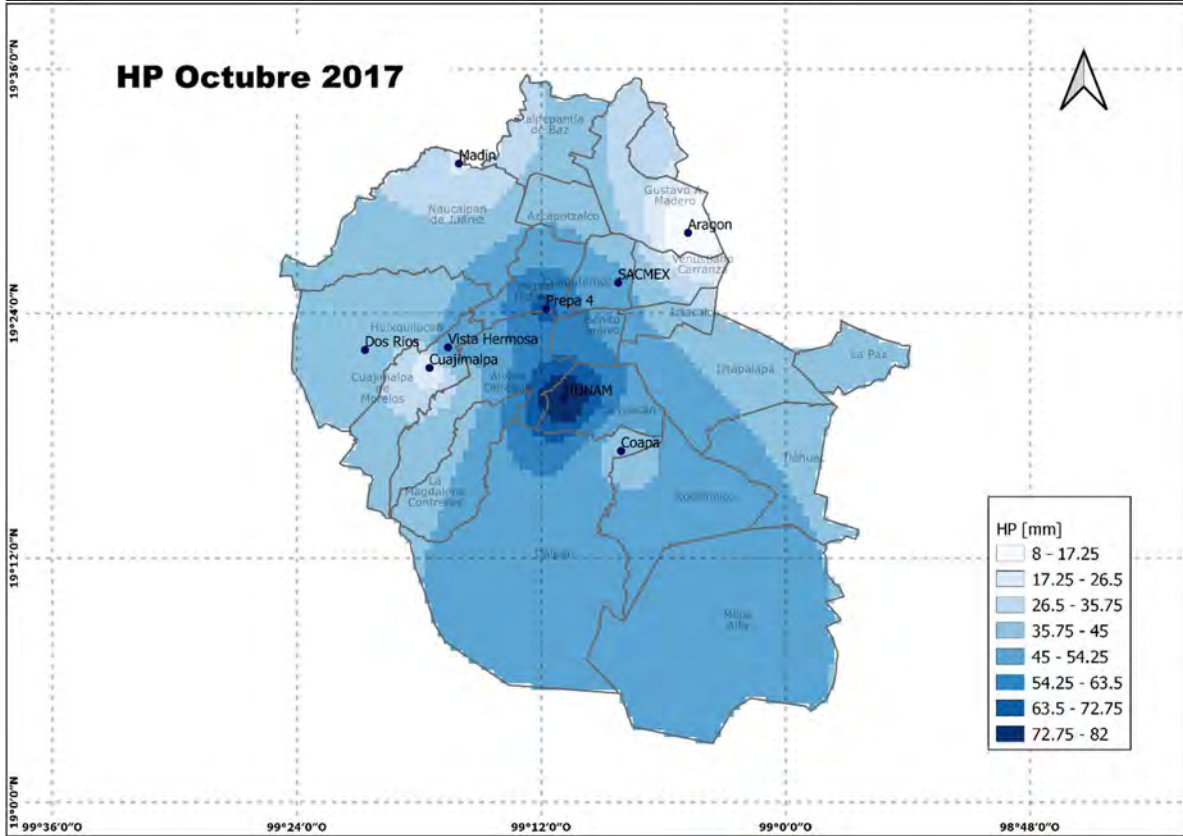 HP Octubre 2017
19°36'0"N
19°24'0"N
19°12'0"N
19°0'0"N
de Baz
Madin
Gustavo A.
Madero
Naucalpan
de Juárez
Azcapotzalco
Aragon
Venustiano
Carranza
SACMEX
Prepa 4
Benito
Juárez
Iztacalco
Huixquilucan
Dos Rios
Vista Hermosa
Cuajimalpa
Cuajimalpa
de
Morelos
Alvaro
Iztapalapa
La Paz
IIUNAM
Coapa
La
Magdalena
Contreras
Xochimilco
Tlalpan
Milpa
Alta
HP [mm]
8 - 17.25
17.25 - 26.5
26.5 - 35.75
35.75 - 45
45 - 54.25
54.25 - 63.5
63.5 - 72.75
72.75 - 82
99°36'0"O
99°24'0"O
99°12'0"O
99°0'0"O
98°48'0"O